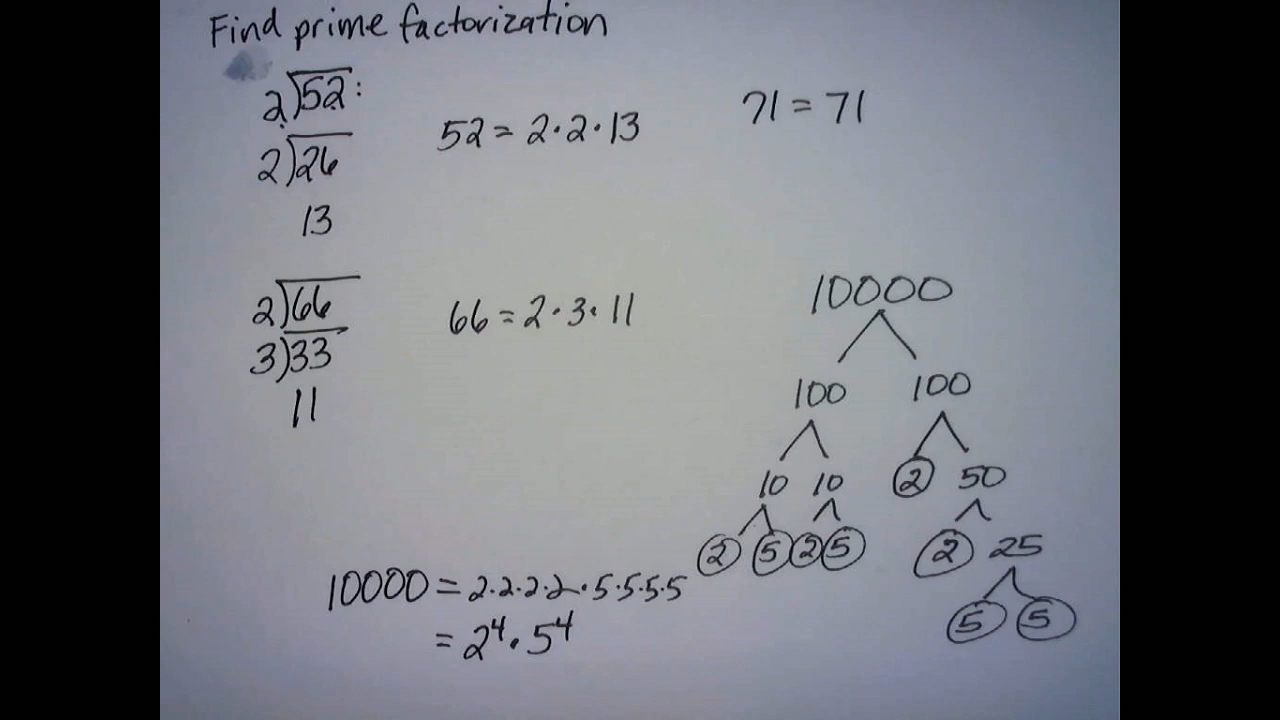 Find prime factorization
2)52 :
2)26
13
52 = 2·2·13
71 = 71
2)66
3)33
11
66 = 2·3·11
10000
100 100
10 10 2 50
2 5 2 5 2 25
5 5
10000 = 2·2·2·2·5·5·5·5
= 2⁴·5⁴